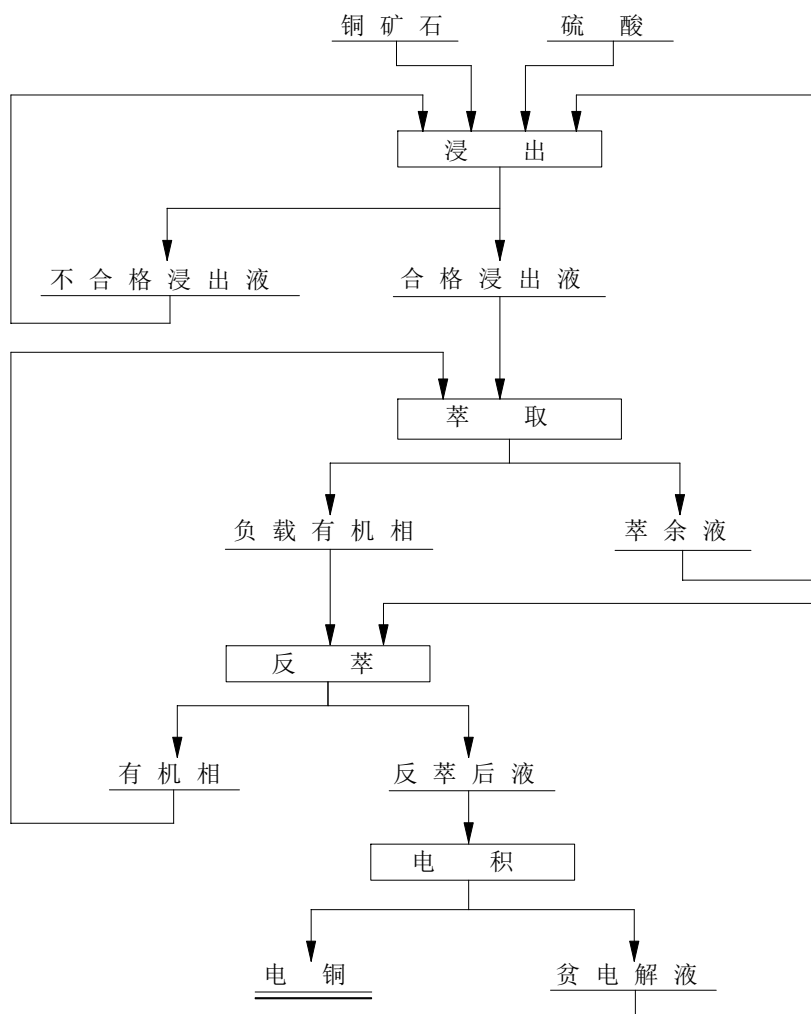 铜矿石 硫酸
浸出
不合格浸出液 合格浸出液
萃取
负载有机相 萃余液
反萃
有机相 反萃后液
电积
电铜 贫电解液